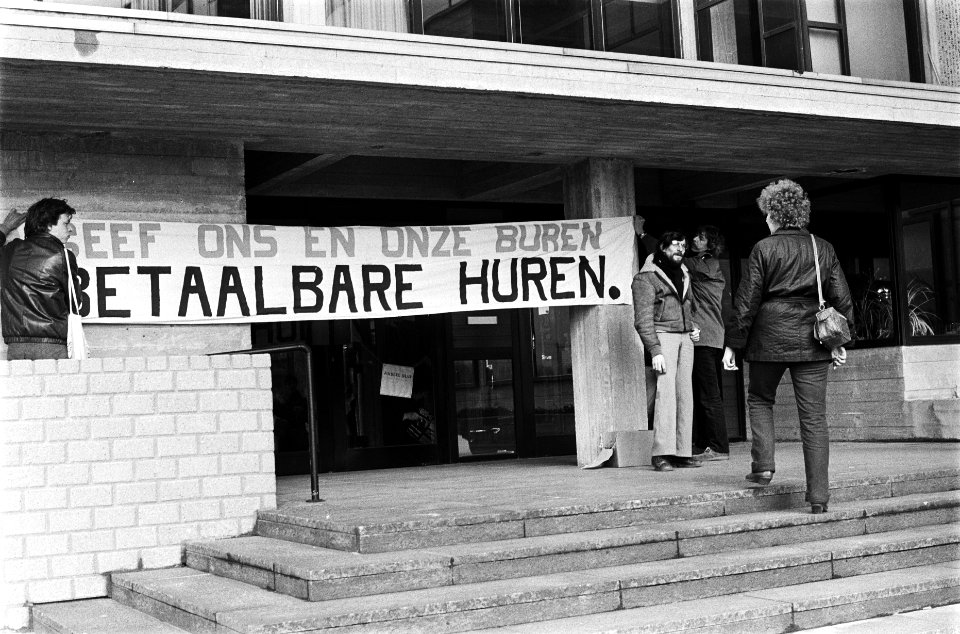 GEEF ONS EN ONZE BUREN
BETAALBARE HUREN.